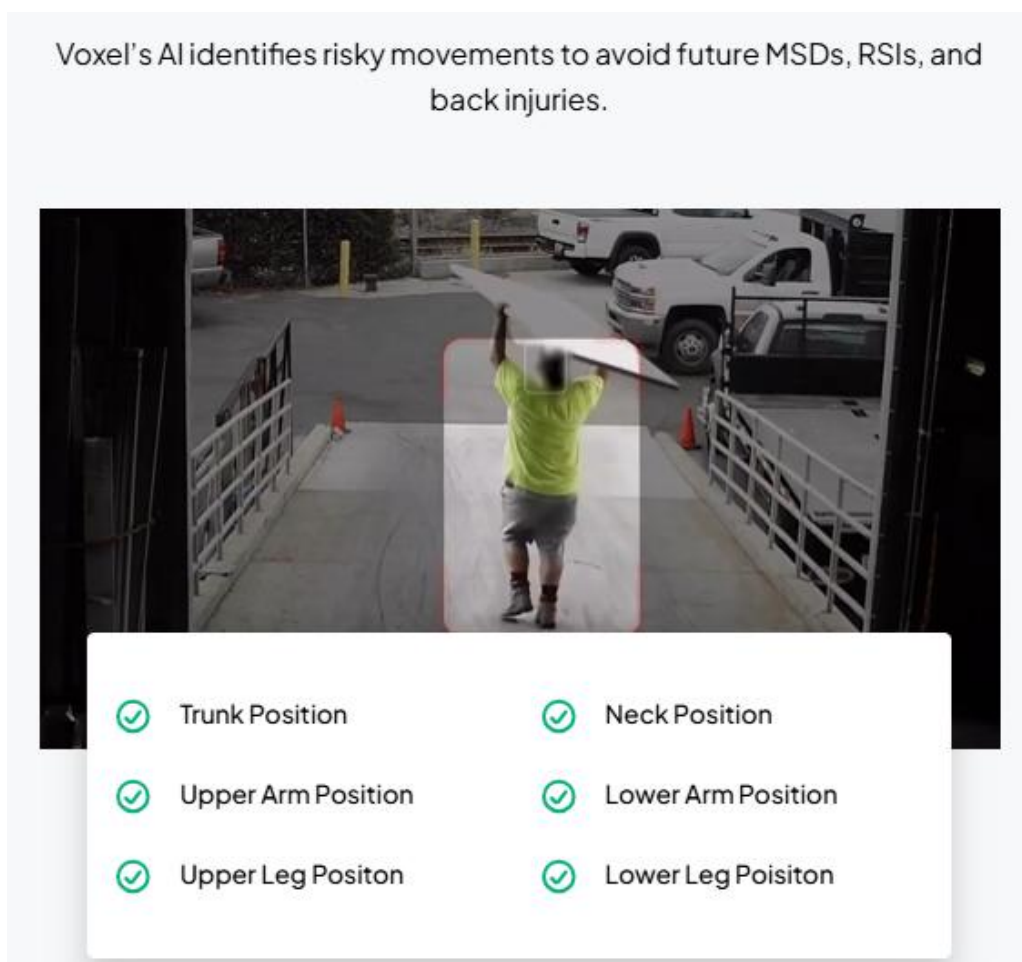 Voxel's AI identifies risky movements to avoid future MSDs, RSIs, and
back injuries.
Trunk Position
Neck Position
Upper Arm Position
Lower Arm Position
Upper Leg Positon
Lower Leg Poisiton